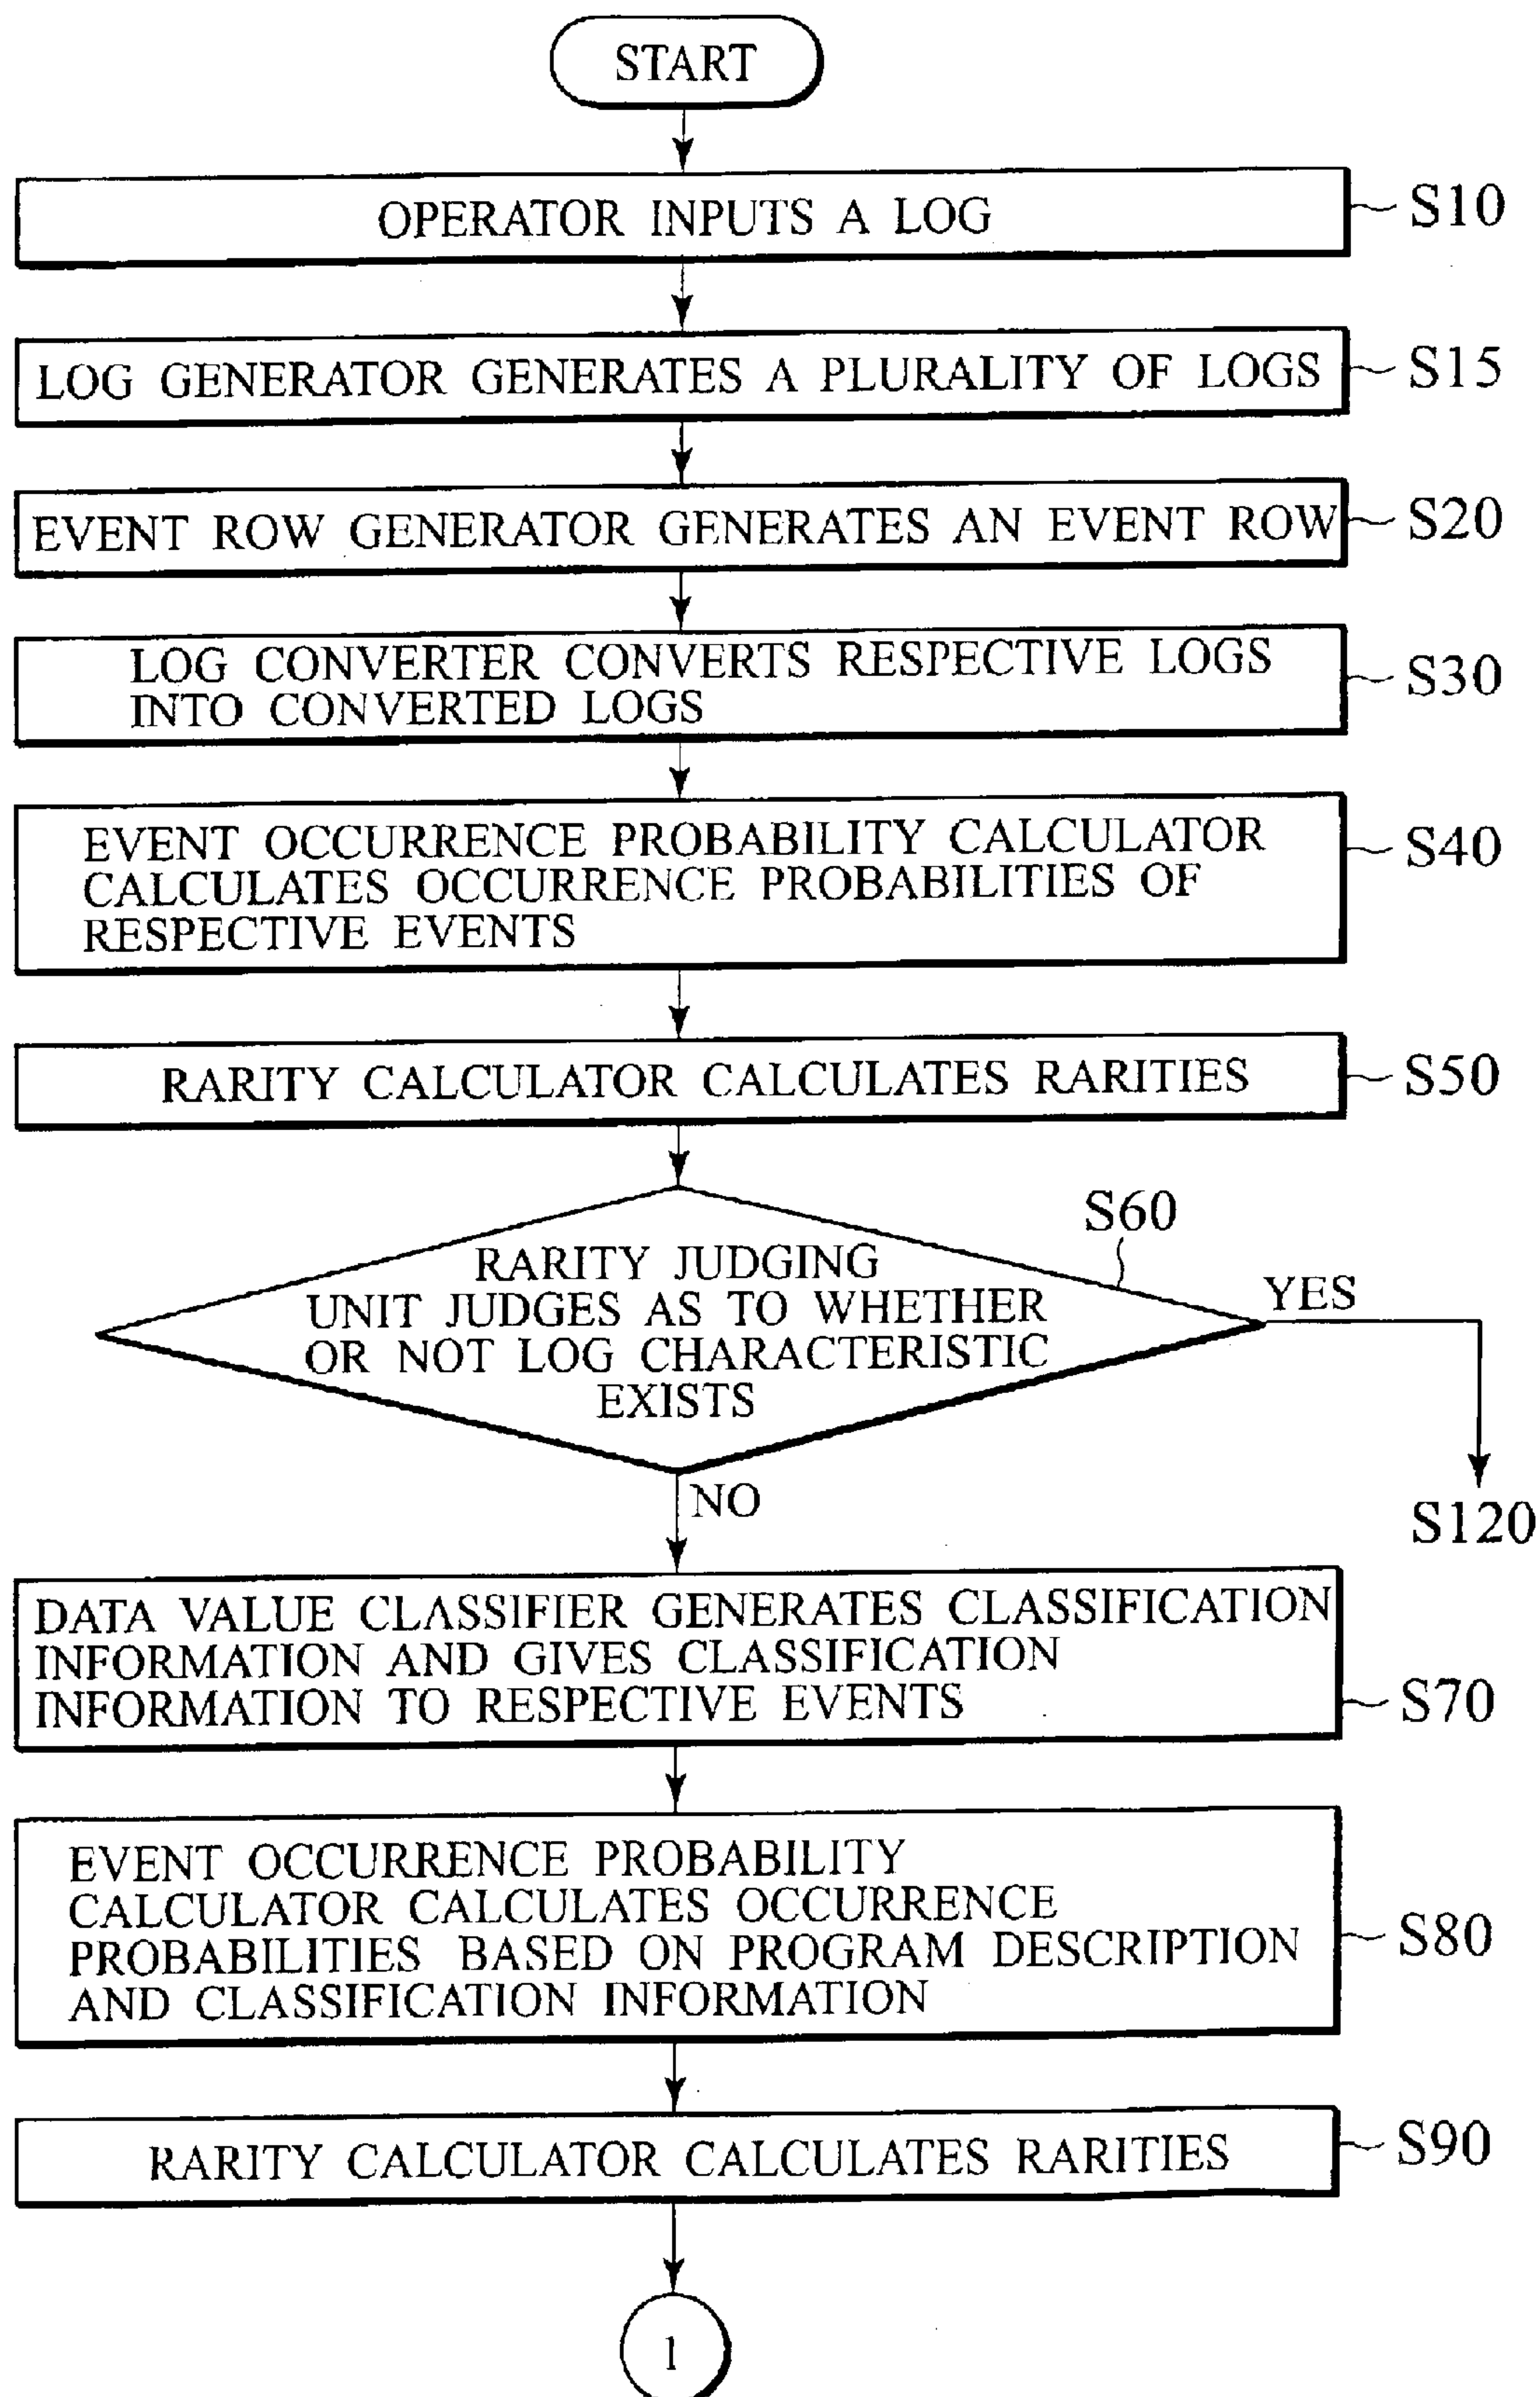 START
OPERATOR INPUTS A LOG
S10
LOG GENERATOR GENERATES A PLURALITY OF LOGS
S15
EVENT ROW GENERATOR GENERATES AN EVENT ROW
S20
LOG CONVERTER CONVERTS RESPECTIVE LOGS
INTO CONVERTED LOGS
S30
EVENT OCCURRENCE PROBABILITY CALCULATOR
CALCULATES OCCURRENCE PROBABILITIES OF
RESPECTIVE EVENTS
S40
RARITY CALCULATOR CALCULATES RARITIES
S50
S60
RARITY JUDGING
UNIT JUDGES AS TO WHETHER
OR NOT LOG CHARACTERISTIC
EXISTS
YES
S120
NO
DATA VALUE CLASSIFIER GENERATES CLASSIFICATION
INFORMATION AND GIVES CLASSIFICATION
INFORMATION TO RESPECTIVE EVENTS
S70
EVENT OCCURRENCE PROBABILITY
CALCULATOR CALCULATES OCCURRENCE
PROBABILITIES BASED ON PROGRAM DESCRIPTION
AND CLASSIFICATION INFORMATION
S80
RARITY CALCULATOR CALCULATES RARITIES
S90
1